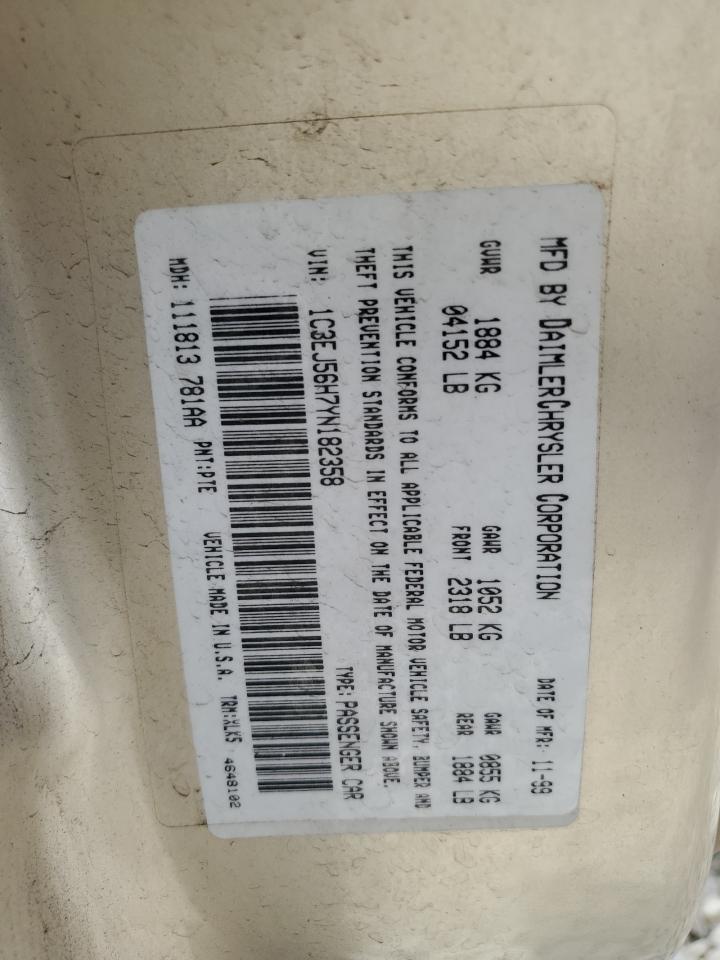 MFD BY DAIMLERCHRYSLER CORPORATION DATE OF MFR: 11-99
GVWR 1884 KG GAWR 1052 KG GAWR 0855 KG
04152 LB FRONT 2318 LB REAR 1884 LB
THIS VEHICLE CONFORMS TO ALL APPLICABLE FEDERAL MOTOR VEHICLE SAFETY, BUMPER AND
THEFT PREVENTION STANDARDS IN EFFECT ON THE DATE OF MANUFACTURE SHOWN ABOVE.
VIN: 1C3EJ56H7YN182358 TYPE: PASSENGER CAR
MDH: 111813 781AA PNT:PTE VEHICLE MADE IN U.S.A. TRM:XLK5 4648102